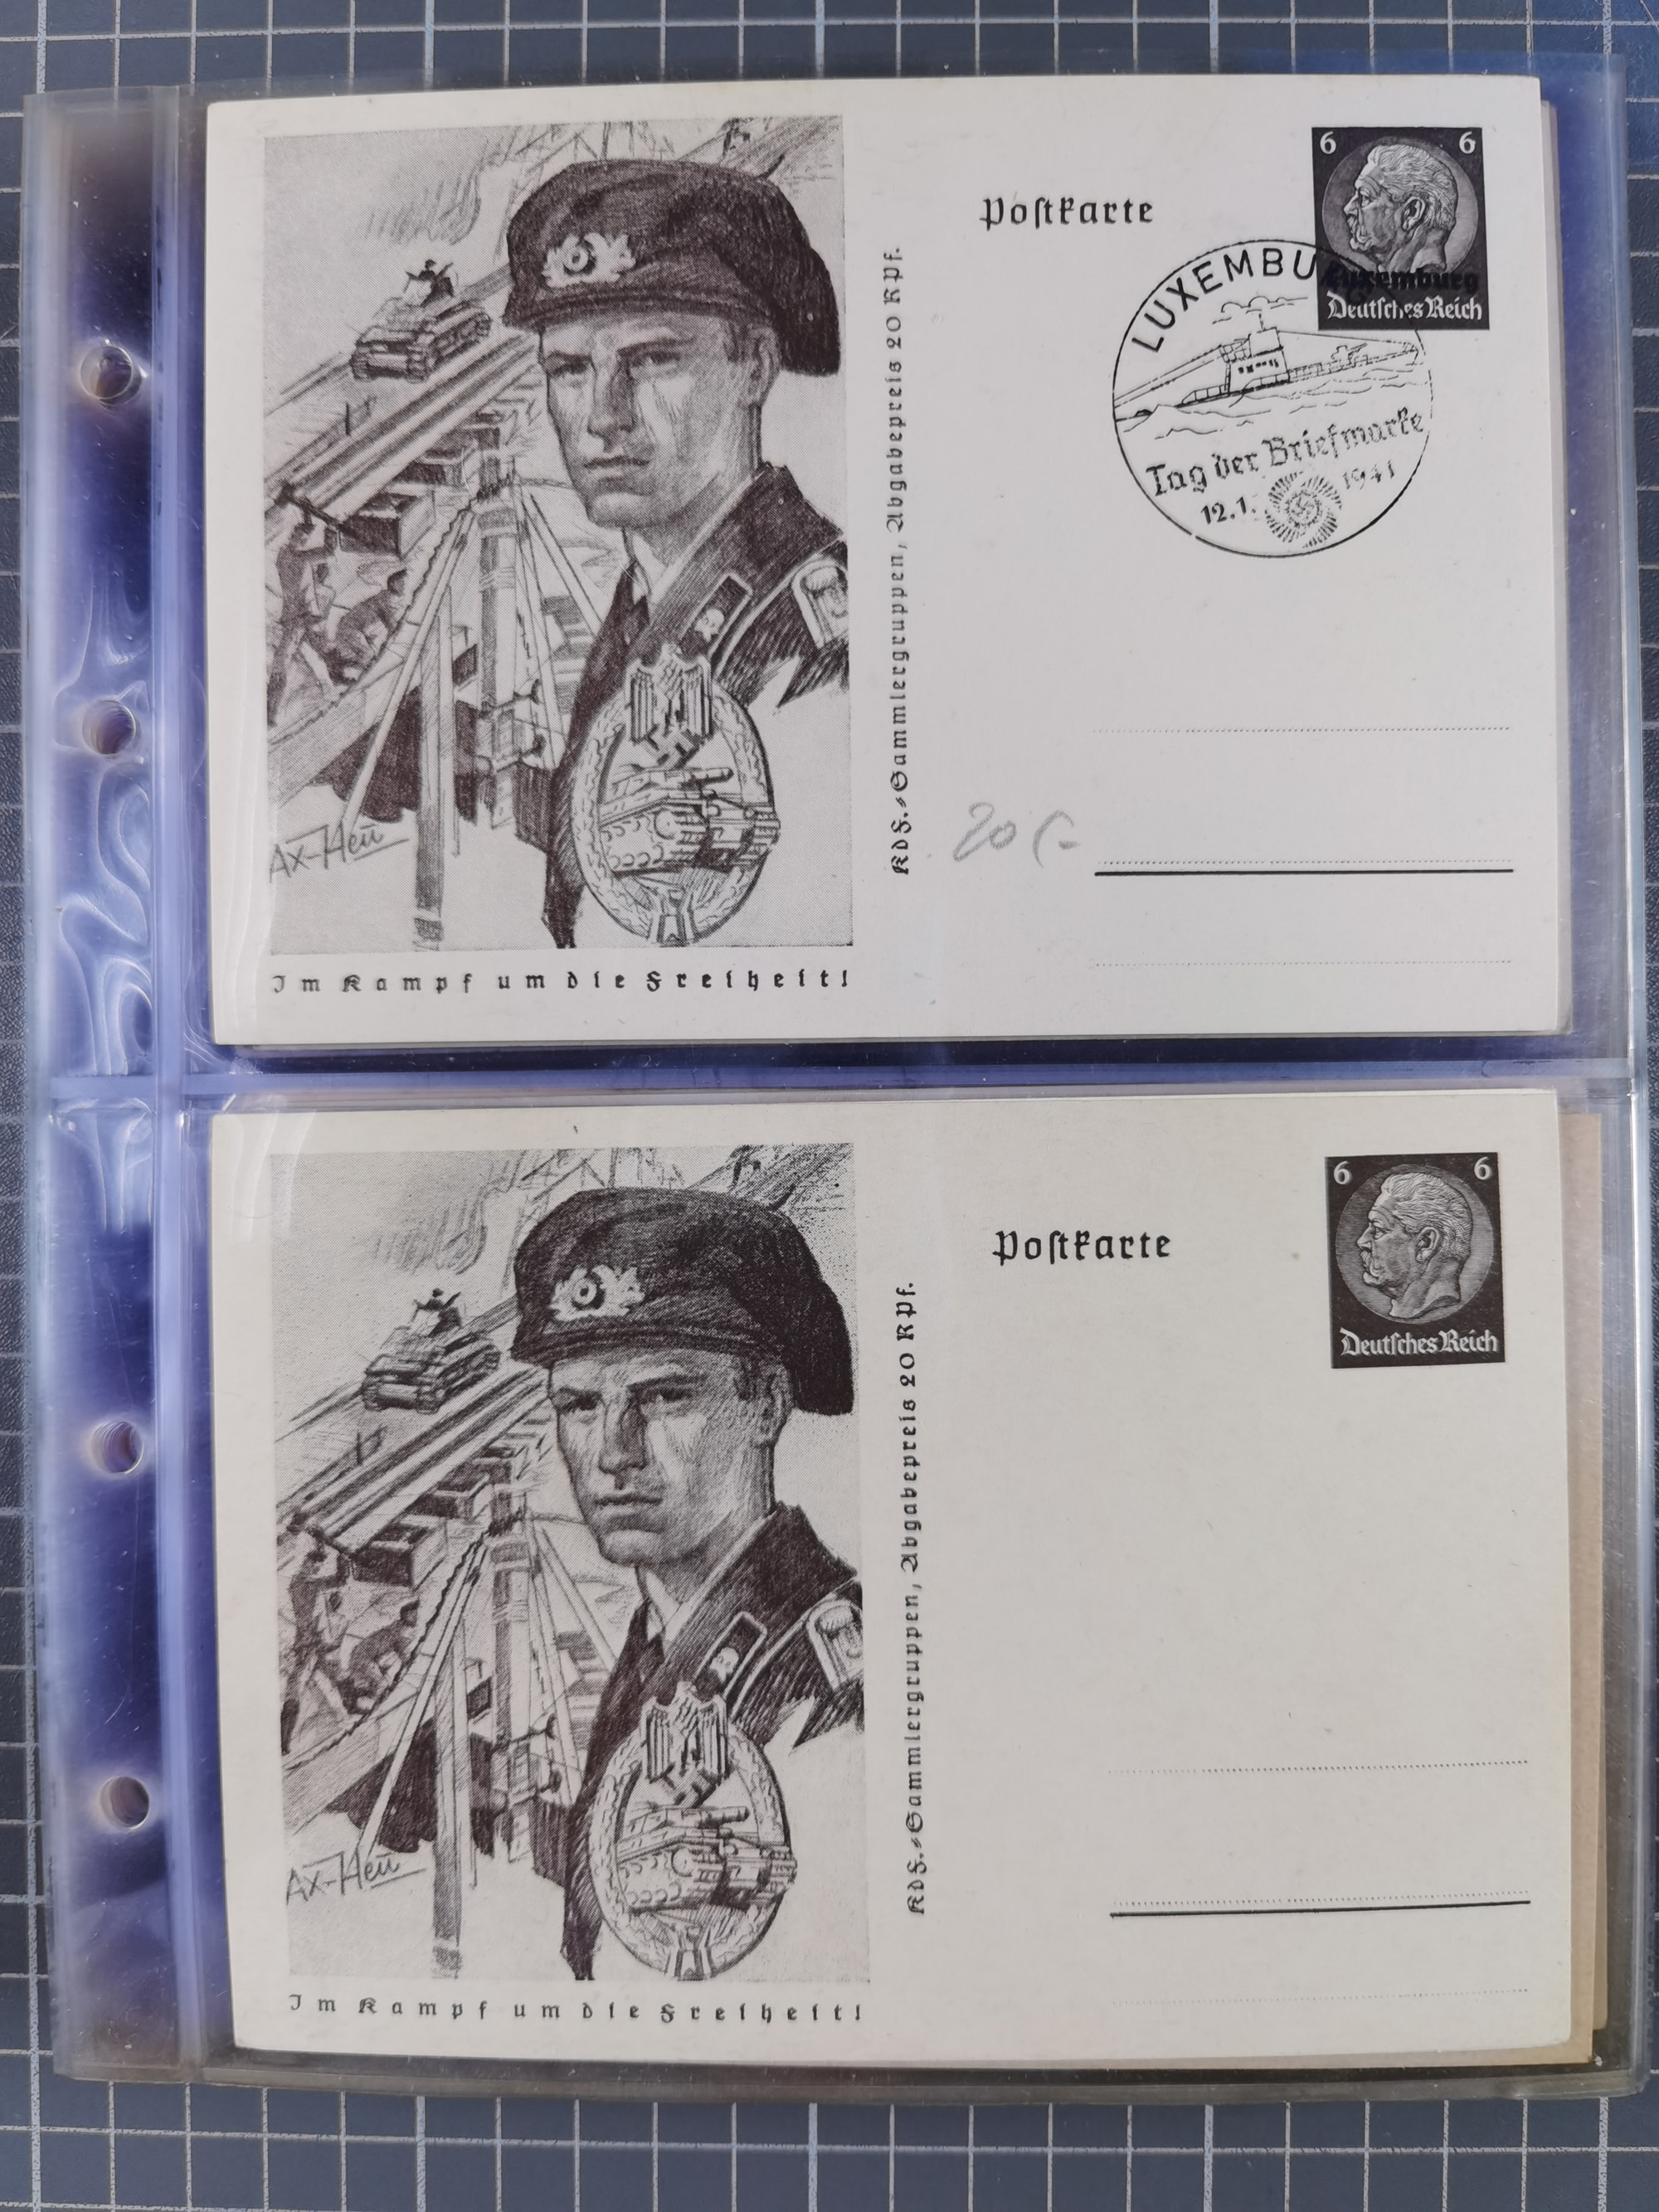 6 6
Luxemburg
Deutsches Reich
Postkarte
LUXEMBU
Tag der Briefmarke
12.1. 1941
KdF.-Sammlergruppen, Abgabepreis 20 Rpf.
20
Ax-Heu
Im Kampf um die Freiheit!
6 6
Deutsches Reich
Postkarte
KdF.-Sammlergruppen, Abgabepreis 20 Rpf.
Ax-Heu
Im Kampf um die Freiheit!